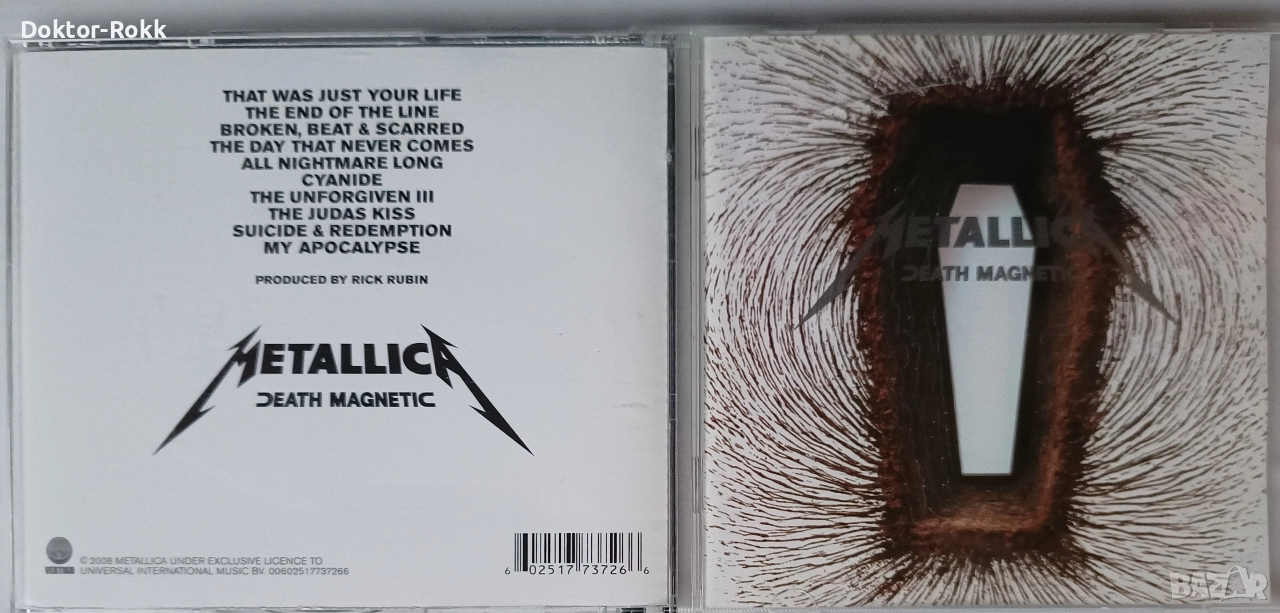 Doktor-Rokk
THAT WAS JUST YOUR LIFE
THE END OF THE LINE
BROKEN, BEAT & SCARRED
THE DAY THAT NEVER COMES
ALL NIGHTMARE LONG
CYANIDE
THE UNFORGIVEN III
THE JUDAS KISS
SUICIDE & REDEMPTION
MY APOCALYPSE
PRODUCED BY RICK RUBIN
METALLICA
DEATH MAGNETIC
VERTIGO
© 2008 METALLICA UNDER EXCLUSIVE LICENCE TO
UNIVERSAL INTERNATIONAL MUSIC BV. 00602517737266
6 02517 73726 6
METALLICA
DEATH MAGNETIC
BAZAR